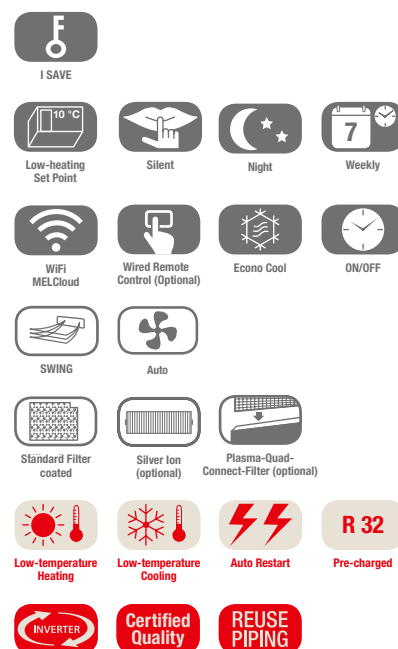 I SAVE
10 °C
7
Low-heating
Set Point
Silent
Night
Weekly
WiFi
MELCloud
Wired Remote
Control (Optional)
Econo Cool
ON/OFF
SWING
Auto
Standard Filter
coated
Silver Ion
(optional)
Plasma-Quad-
Connect-Filter (optional)
R 32
Low-temperature
Heating
Low-temperature
Cooling
Auto Restart
Pre-charged
INVERTER
Certified
Quality
REUSE
PIPING